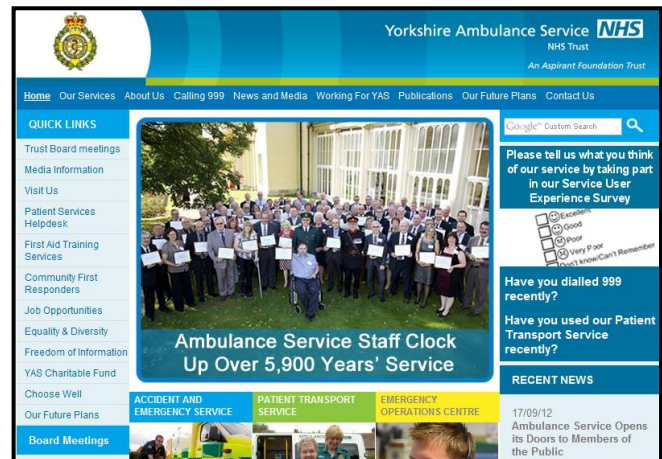 Yorkshire Ambulance Service NHS
NHS Trust
An Aspirant Foundation Trust
Home Our Services About Us Calling 999 News and Media Working For YAS Publications Our Future Plans Contact Us
QUICK LINKS
Trust Board meetings
Media Information
Visit Us
Patient Services
Helpdesk
First Aid Training
Services
Community First
Responders
Job Opportunities
Equality & Diversity
Freedom of Information
YAS Charitable Fund
Choose Well
Our Future Plans
Board Meetings
Ambulance Service Staff Clock
Up Over 5,900 Years' Service
ACCIDENT AND
EMERGENCY SERVICE
PATIENT TRANSPORT
SERVICE
EMERGENCY
OPERATIONS CENTRE
Google™ Custom Search
Please tell us what you think
of our service by taking part
in our Service User
Experience Survey
Excellent
Good
Poor
Very Poor
Don't know/Can't Remember
Have you dialled 999
recently?
Have you used our Patient
Transport Service
recently?
RECENT NEWS
17/09/12
Ambulance Service Opens
its Doors to Members of
the Public